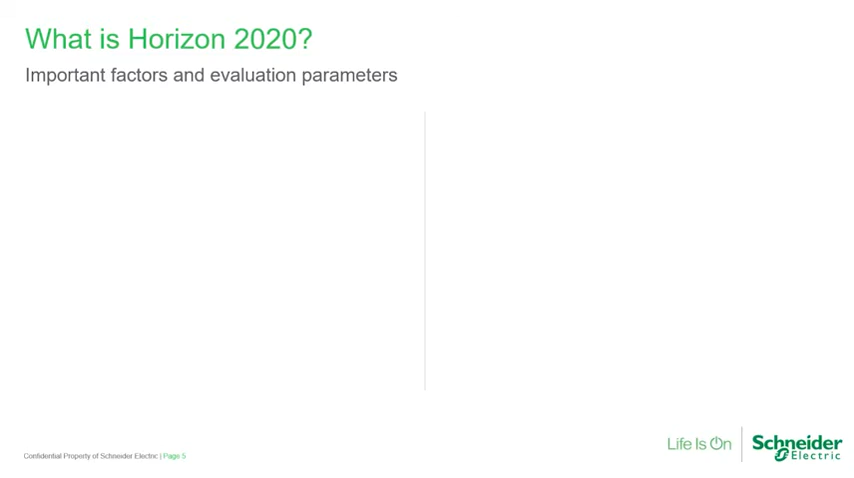 What is Horizon 2020?
Important factors and evaluation parameters
Confidential Property of Schneider Electric | Page 5
Life Is On
Schneider
Electric